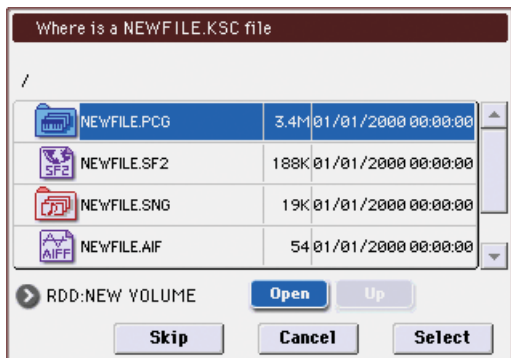 Where is a NEWFILE.KSC file
/
NEWFILE.PCG 3.4M 01/01/2000 00:00:00
SF2 NEWFILE.SF2 188K 01/01/2000 00:00:00
NEWFILE.SNG 19K 01/01/2000 00:00:00
AIFF NEWFILE.AIF 54 01/01/2000 00:00:00
RDD:NEW VOLUME Open Up
Skip Cancel Select